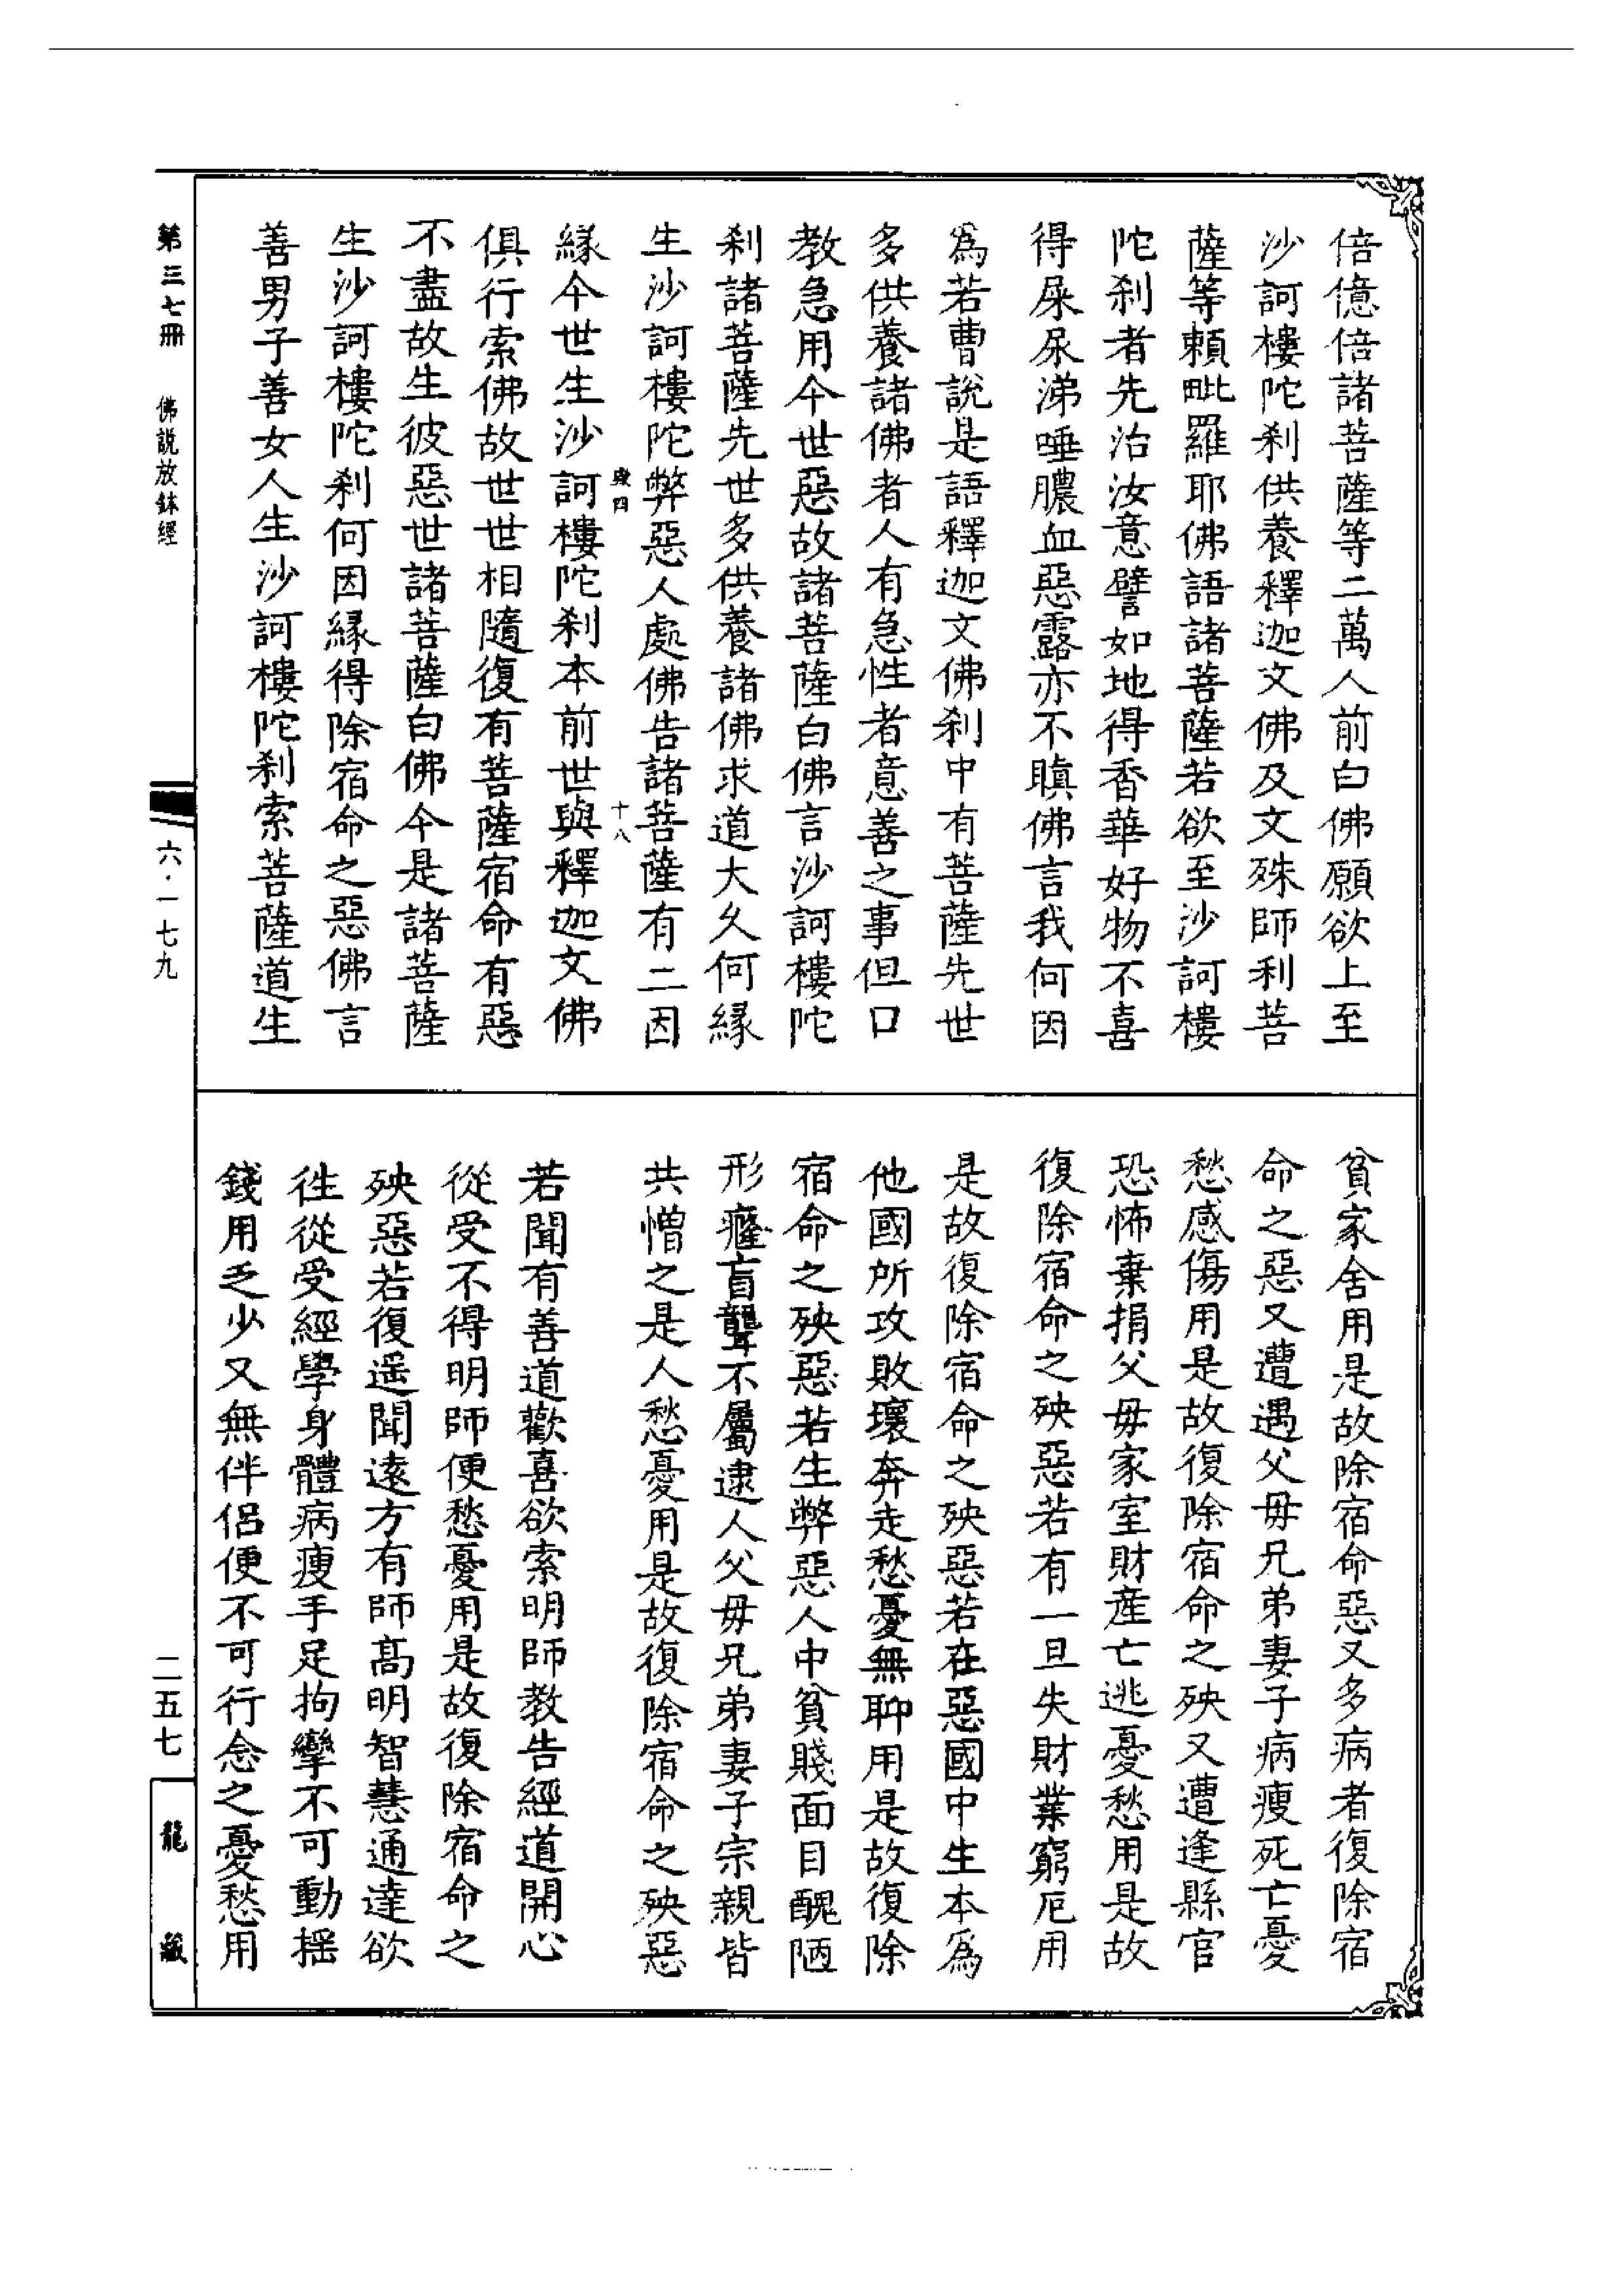 倍億倍諸菩薩等二萬人前白佛願欲上至
沙訶樓陀刹供養釋迦文佛及文殊師利菩
薩等頼毗羅耶佛語諸菩薩若欲至沙訶樓
陀刹者先治汝意譬如地得香華好物不喜
得屎尿涕唾膿血惡露亦不瞋佛言我何因
為若曹說是語釋迦文佛刹中有菩薩先世
多供養諸佛者人有急性者意善之事但口
教急用今世惡故諸菩薩白佛言沙訶樓陀
刹諸菩薩先世多供養諸佛求道大久何緣
生沙訶樓陀弊惡人處佛告諸菩薩有二因
十八
緣今世生沙訶樓陀刹本前世與釋迦文佛
俱行索佛故世世相隨復有菩薩宿命有惡
不盡故生彼惡世諸菩薩白佛今是諸菩薩
生沙訶樓陀刹何因緣得除宿命之惡佛言
善男子善女人生沙訶樓陀刹索菩薩道生
貧家舍用是故除宿命惡又多病者復除宿
命之惡又遭遇父毋兄弟妻子病瘦死亡憂
愁感傷用是故復除宿命之殃又遭逢縣官
恐怖棄捐父毋家室財産亡逃憂愁用是故
復除宿命之殃惡若有一旦失財業窮厄用
是故復除宿命之殃惡若在惡國中生本為
他國所攻敗壞奔走愁憂無聊用是故復除
宿命之殃惡若生弊惡人中貧賤面目醜陋
形癃盲聾不屬逮人父毋兄弟妻子宗親皆
共憎之是人愁憂用是故復除宿命之殃惡
若聞有善道歡喜欲索明師教告經道開心
從受不得明師便愁憂用是故復除宿命之
殃惡若復遥聞逺方有師髙明智慧通達欲
徃從受經學身體病瘦手足拘攣不可動揺
錢用乏少又無伴侣便不可行念之憂愁用
第三七冊 佛説放鉢經
六·一七九
二五七
龍藏